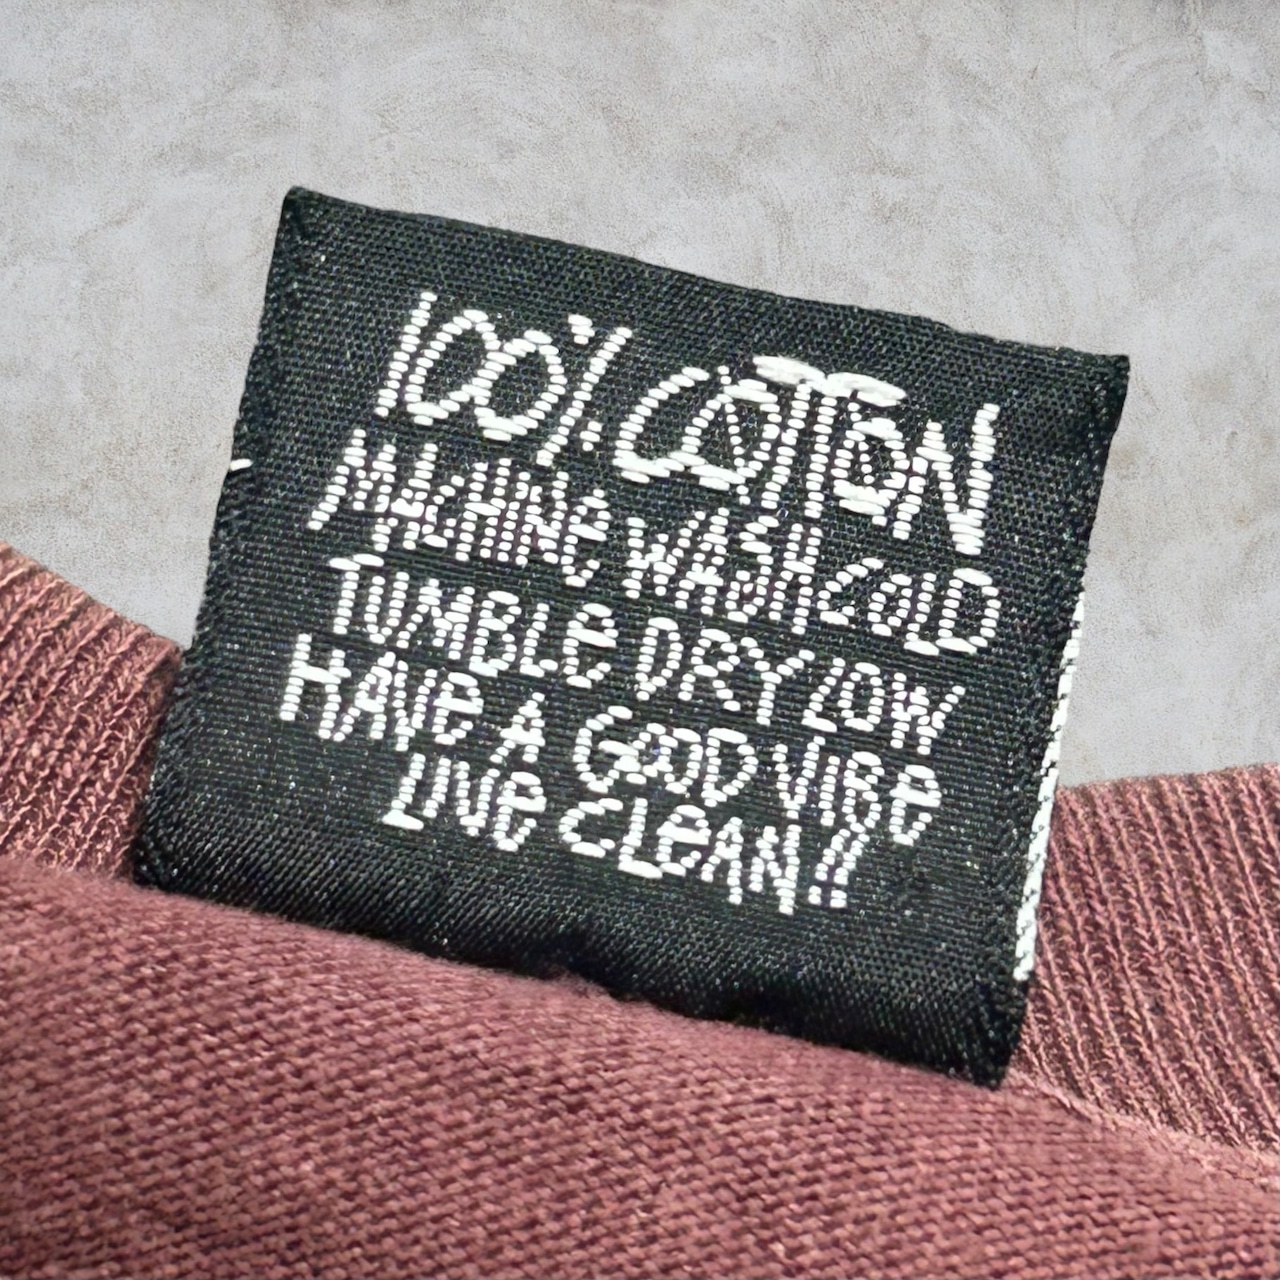 100% COTTON
MACHINE WASH COLD
TUMBLE DRY LOW
HAVE A GOOD VIBE
LIVE CLEAN!!